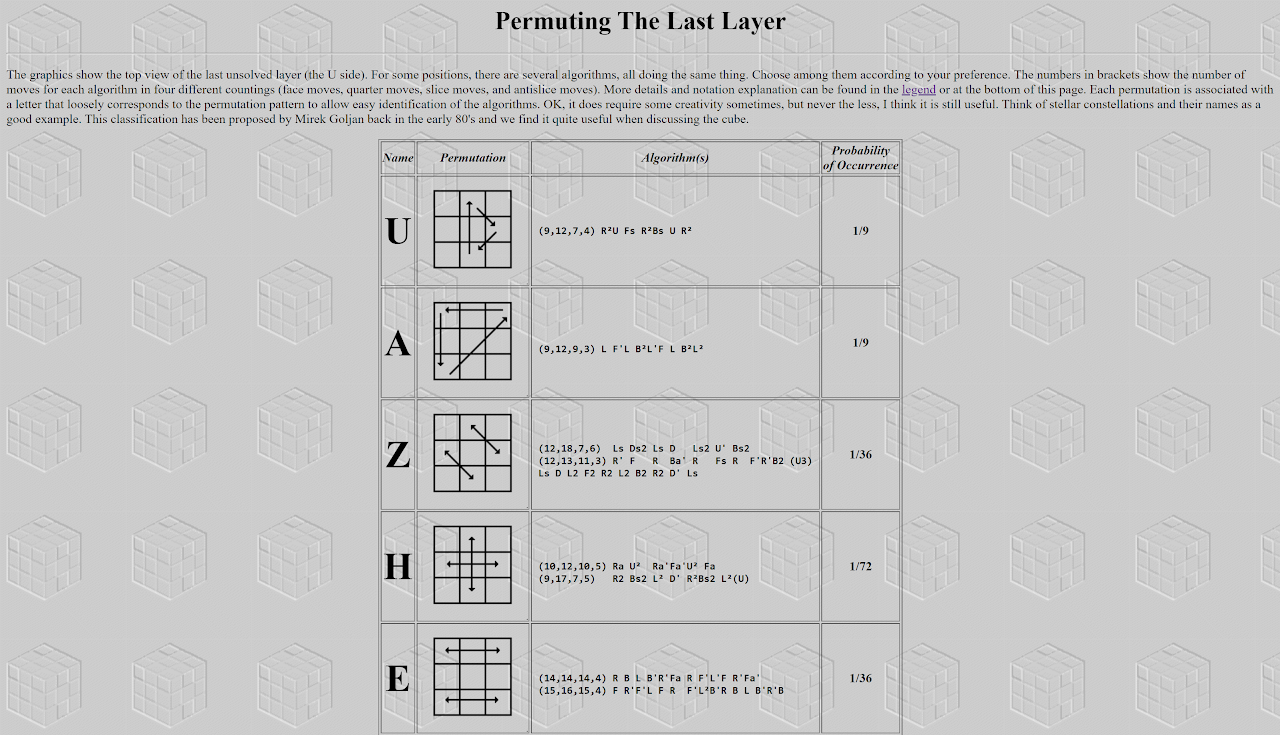 Permuting The Last Layer
The graphics show the top view of the last unsolved layer (the U side). For some positions, there are several algorithms, all doing the same thing. Choose among them according to your preference. The numbers in brackets show the number of
moves for each algorithm in four different countings (face moves, quarter moves, slice moves, and antislice moves). More details and notation explanation can be found in the legend or at the bottom of this page. Each permutation is associated with
a letter that loosely corresponds to the permutation pattern to allow easy identification of the algorithms. OK, it does require some creativity sometimes, but never the less, I think it is still useful. Think of stellar constellations and their names as a
good example. This classification has been proposed by Mirek Goljan back in the early 80's and we find it quite useful when discussing the cube.
Name Permutation Algorithm(s) Probability of Occurrence
U (9,12,7,4) R²U Fs R²Bs U R² 1/9
A (9,12,9,3) L F'L B²L'F L B²L² 1/9
Z 1/36
(12,18,7,6) Ls Ds2 Ls D Ls2 U' Bs2
(12,13,11,3) R' F R Ba' R Fs R F'R'B2 (U3)
Ls D L2 F2 R2 L2 B2 R2 D' Ls
H 1/72
(10,12,10,5) Ra U² Ra'Fa'U² Fa
(9,17,7,5) R2 Bs2 L² D' R²Bs2 L²(U)
E 1/36
(14,14,14,4) R B L B'R'Fa R F'L'F R'Fa'
(15,16,15,4) F R'F'L F R F'L²B'R B L B'R'B